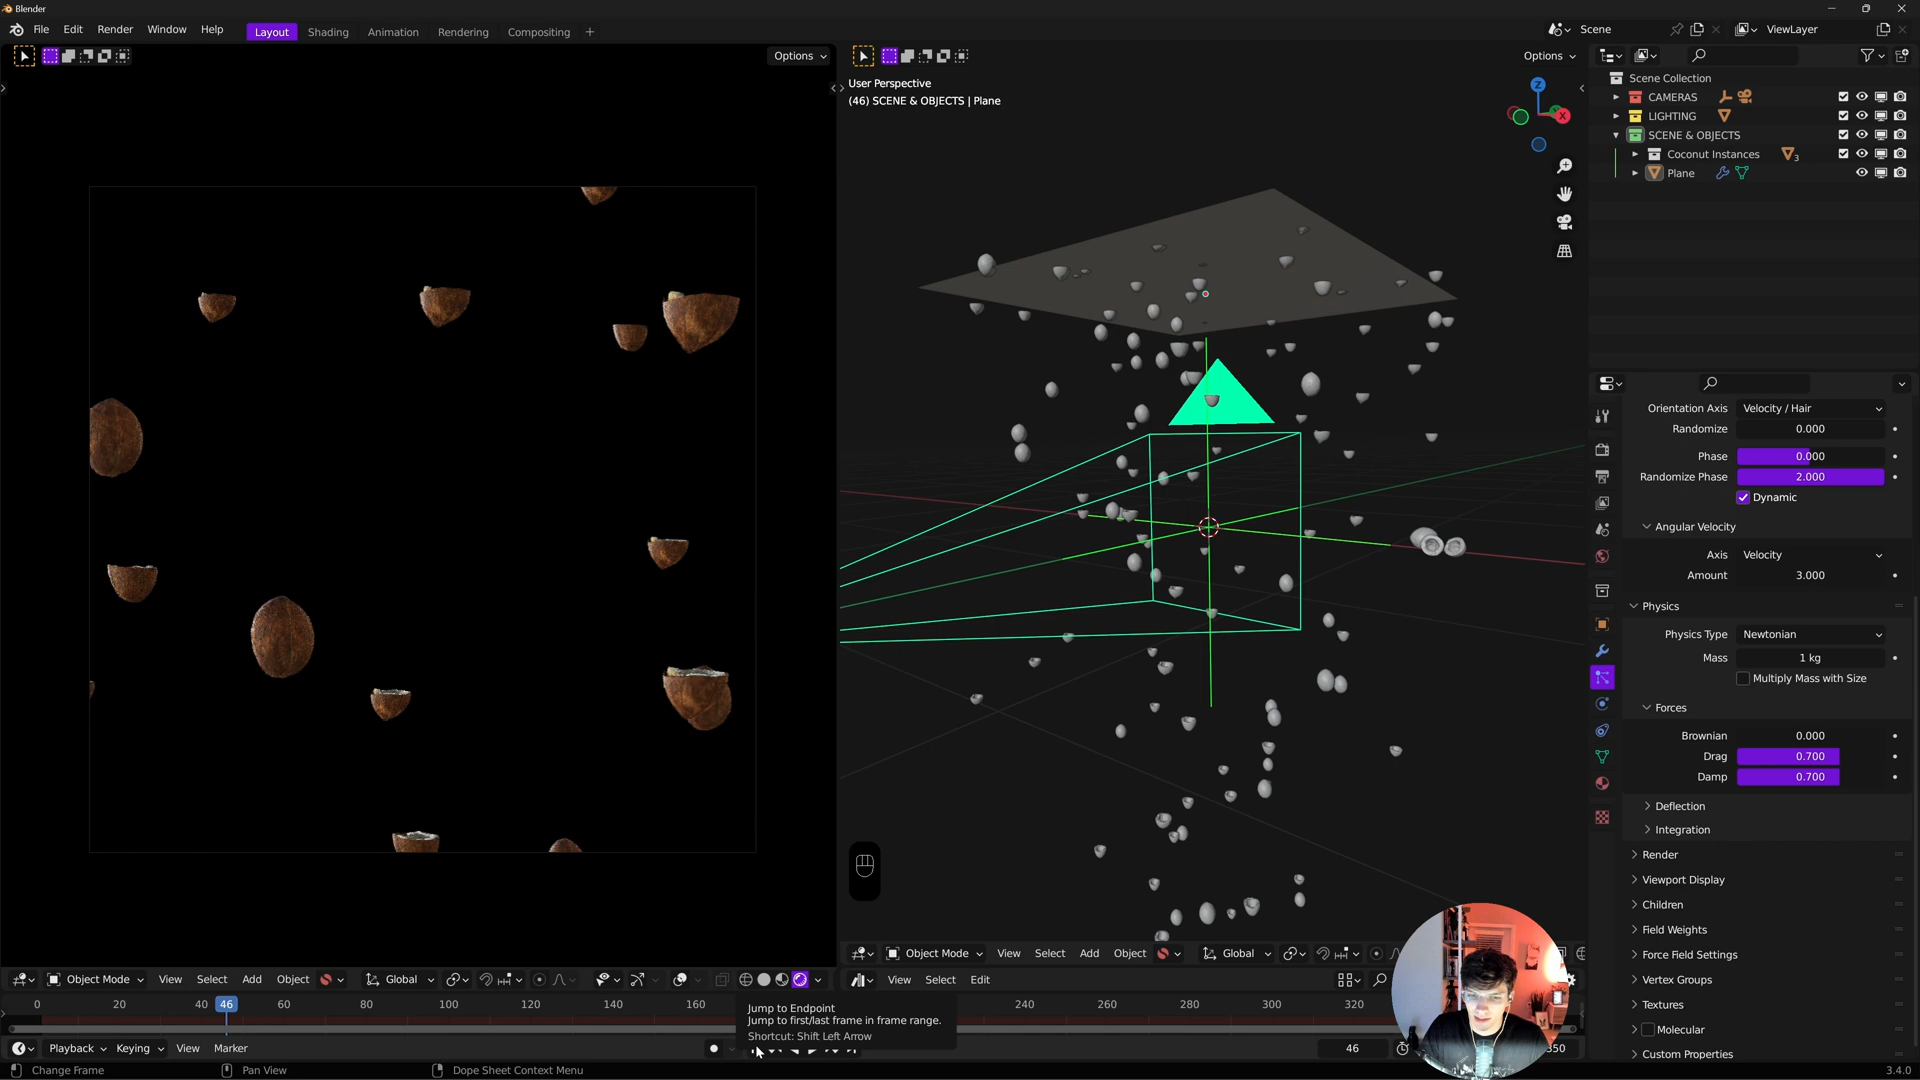 Blender
File Edit Render Window Help Layout Shading Animation Rendering Compositing + Scene ViewLayer
Options
Options
User Perspective
(46) SCENE & OBJECTS | Plane
Z
X
Scene Collection
CAMERAS
LIGHTING
SCENE & OBJECTS
Coconut Instances 3
Plane
Orientation Axis Velocity / Hair
Randomize 0.000
Phase 0.000
Randomize Phase 2.000
Dynamic
Angular Velocity
Axis Velocity
Amount 3.000
Physics
Physics Type Newtonian
Mass 1 kg
Multiply Mass with Size
Forces
Brownian 0.000
Drag 0.700
Damp 0.700
Deflection
Integration
Render
Viewport Display
Children
Field Weights
Force Field Settings
Vertex Groups
Textures
Molecular
Custom Properties
Object Mode View Select Add Object Global
Object Mode View Select Add Object Global
View Select Edit
0 20 40 46 60 80 100 120 140 160 240 260 280 300 320
Jump to Endpoint
Jump to first/last frame in frame range.
Shortcut: Shift Left Arrow
Playback Keying View Marker 46 350
Change Frame Pan View Dope Sheet Context Menu 3.4.0